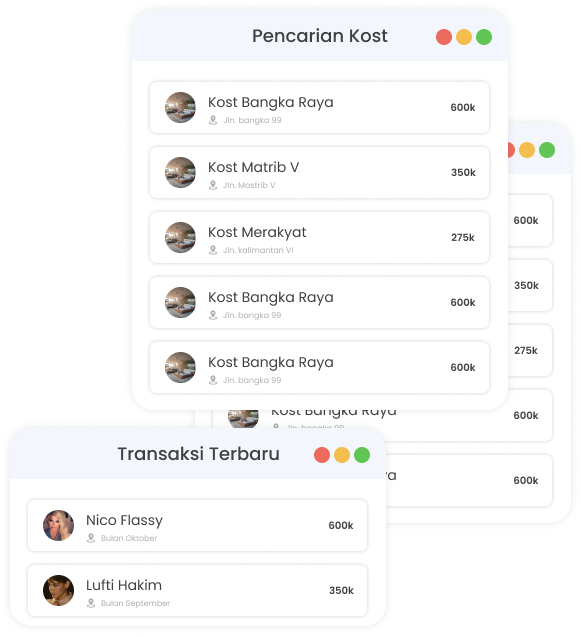 Pencarian Kost
Kost Bangka Raya
Jln. bangka 99
600k
Kost Matrib V
Jln. Mastrib V
350k
Kost Merakyat
Jln. kalimantan VI
275k
Kost Bangka Raya
Jln. bangka 99
600k
Kost Bangka Raya
Jln. bangka 99
600k
600k
350k
275k
Kost Bangka Raya
Jln. bangka 99
600k
600k
Transaksi Terbaru
Nico Flassy
Bulan Oktober
600k
Lufti Hakim
Bulan September
350k